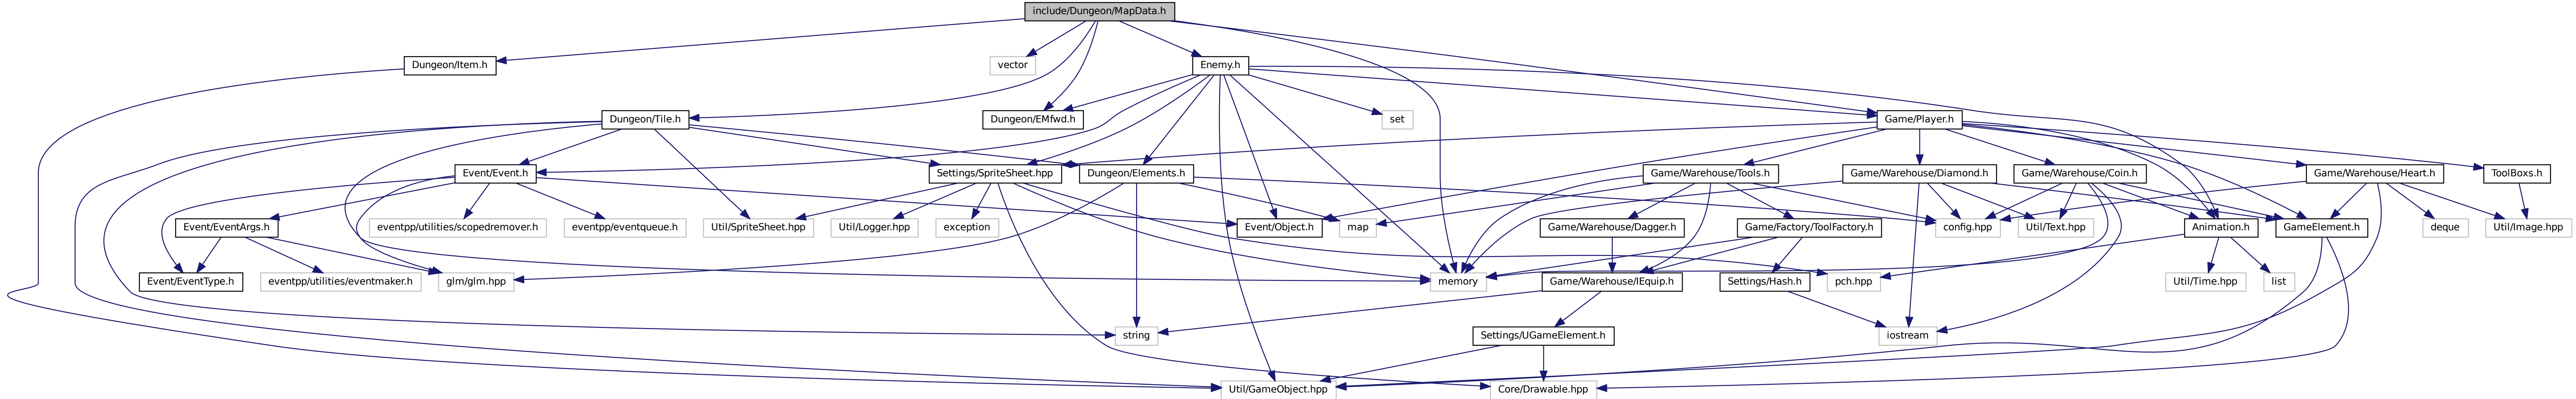 include/Dungeon/MapData.h
Dungeon/Item.h
vector
Enemy.h
Dungeon/Tile.h
Dungeon/EMfwd.h
set
Game/Player.h
Event/Event.h
Settings/SpriteSheet.hpp
Dungeon/Elements.h
Game/Warehouse/Tools.h
Game/Warehouse/Diamond.h
Game/Warehouse/Coin.h
Game/Warehouse/Heart.h
ToolBoxs.h
Event/EventArgs.h
eventpp/utilities/scopedremover.h
eventpp/eventqueue.h
Util/SpriteSheet.hpp
Util/Logger.hpp
exception
Event/Object.h
map
Game/Warehouse/Dagger.h
Game/Factory/ToolFactory.h
config.hpp
Util/Text.hpp
Animation.h
GameElement.h
deque
Util/Image.hpp
Event/EventType.h
eventpp/utilities/eventmaker.h
glm/glm.hpp
memory
Game/Warehouse/IEquip.h
Settings/Hash.h
pch.hpp
Util/Time.hpp
list
string
Settings/UGameElement.h
iostream
Util/GameObject.hpp
Core/Drawable.hpp